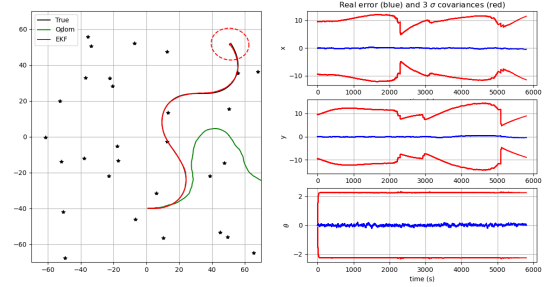 Real error (blue) and 3 σ covariances (red)
True
Odom
EKF
60
40
20
0
−20
−40
−60
−60 −40 −20 0 20 40 60
x
10
0
−10
0 1000 2000 3000 4000 5000 6000
y
10
0
−10
0 1000 2000 3000 4000 5000 6000
θ
2
0
−2
0 1000 2000 3000 4000 5000 6000
time (s)